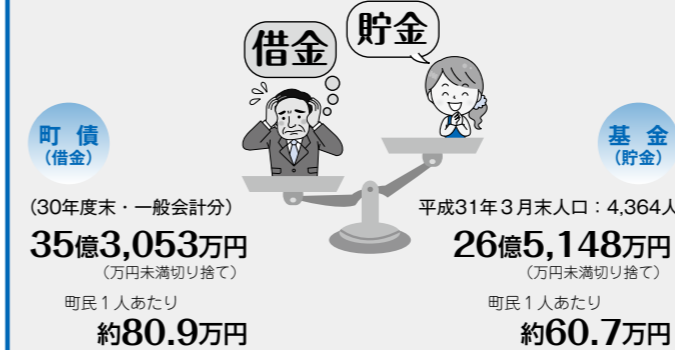 借金
貯金
町 債
（借金）
（30年度末・一般会計分）
35億3,053万円
（万円未満切り捨て）
町民１人あたり
約80.9万円
基 金
（貯金）
平成31年３月末人口：4,364人
26億5,148万円
（万円未満切り捨て）
町民１人あたり
約60.7万円